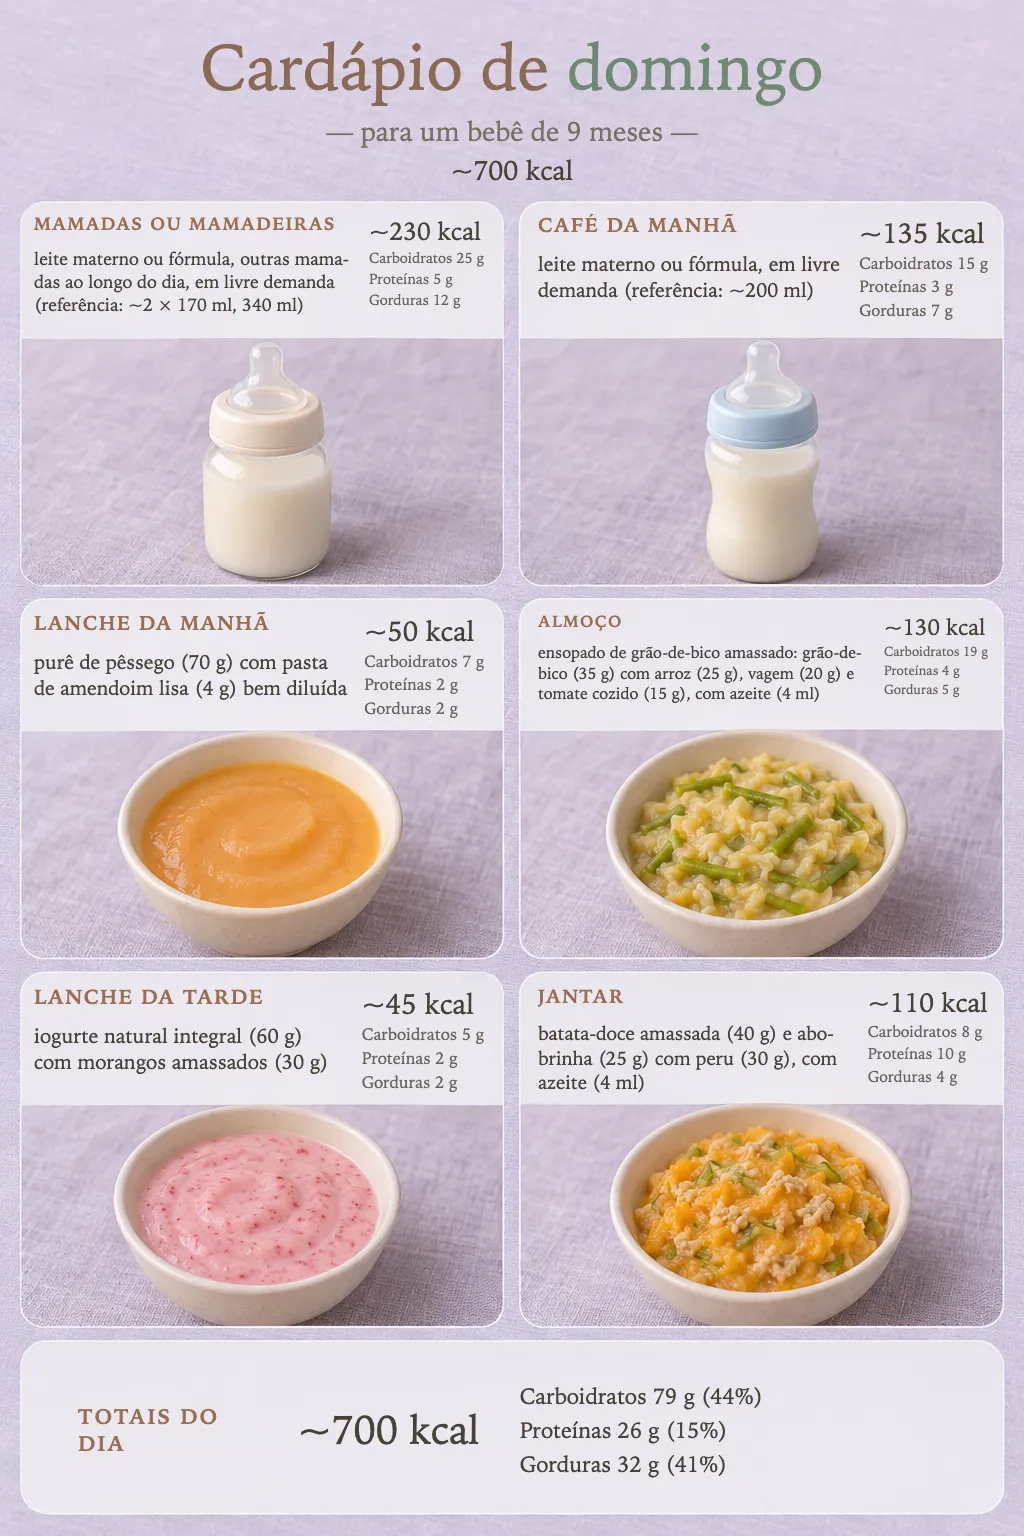 Cardápio de domingo
— para um bebê de 9 meses —
~700 kcal
MAMADAS OU MAMADEIRAS
leite materno ou fórmula, outras mama-
das ao longo do dia, em livre demanda
(referência: ~2 × 170 ml, 340 ml)
~230 kcal
Carboidratos 25 g
Proteínas 5 g
Gorduras 12 g
CAFÉ DA MANHÃ
leite materno ou fórmula, em livre
demanda (referência: ~200 ml)
~135 kcal
Carboidratos 15 g
Proteínas 3 g
Gorduras 7 g
LANCHE DA MANHÃ
purê de pêssego (70 g) com pasta
de amendoim lisa (4 g) bem diluída
~50 kcal
Carboidratos 7 g
Proteínas 2 g
Gorduras 2 g
ALMOÇO
ensopado de grão-de-bico amassado: grão-de-
bico (35 g) com arroz (25 g), vagem (20 g) e
tomate cozido (15 g), com azeite (4 ml)
~130 kcal
Carboidratos 19 g
Proteínas 4 g
Gorduras 5 g
LANCHE DA TARDE
iogurte natural integral (60 g)
com morangos amassados (30 g)
~45 kcal
Carboidratos 5 g
Proteínas 2 g
Gorduras 2 g
JANTAR
batata-doce amassada (40 g) e abo-
brinha (25 g) com peru (30 g), com
azeite (4 ml)
~110 kcal
Carboidratos 8 g
Proteínas 10 g
Gorduras 4 g
TOTAIS DO
DIA
~700 kcal
Carboidratos 79 g (44%)
Proteínas 26 g (15%)
Gorduras 32 g (41%)